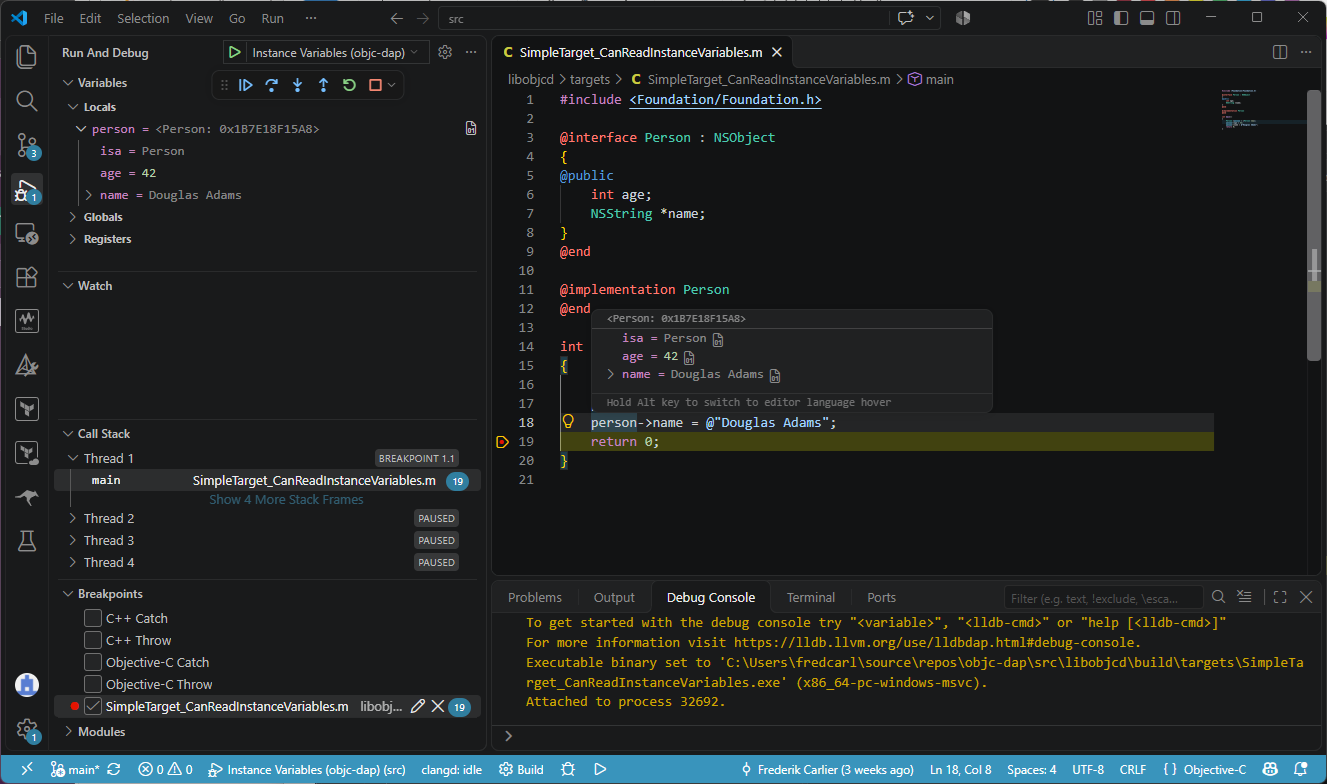 File Edit Selection View Go Run ··· src
Run And Debug Instance Variables (objc-dap) ···
Variables
Locals
person = <Person: 0x1B7E18F15A8>
isa = Person
age = 42
name = Douglas Adams
Globals
Registers
Watch
Call Stack
Thread 1 BREAKPOINT 1.1
main SimpleTarget_CanReadInstanceVariables.m 19
Show 4 More Stack Frames
Thread 2 PAUSED
Thread 3 PAUSED
Thread 4 PAUSED
Breakpoints
C++ Catch
C++ Throw
Objective-C Catch
Objective-C Throw
SimpleTarget_CanReadInstanceVariables.m libobj... 19
Modules
3
1
Studio
1
C SimpleTarget_CanReadInstanceVariables.m
libobjcd > targets > C SimpleTarget_CanReadInstanceVariables.m > main
1 #include <Foundation/Foundation.h>
2
3 @interface Person : NSObject
4 {
5 @public
6 int age;
7 NSString *name;
8 }
9 @end
10
11 @implementation Person
12 @end
13
14 int
15 {
16
17
18 person->name = @"Douglas Adams";
19 return 0;
20 }
21
<Person: 0x1B7E18F15A8>
isa = Person
age = 42
name = Douglas Adams
Hold Alt key to switch to editor language hover
Problems Output Debug Console Terminal Ports Filter (e.g. text, !exclude, \esca...
To get started with the debug console try "<variable>", "<lldb-cmd>" or "help [<lldb-cmd>]"
For more information visit https://lldb.llvm.org/use/lldbdap.html#debug-console.
Executable binary set to 'C:\Users\fredcarl\source\repos\objc-dap\src\libobjcd\build\targets\SimpleTa
rget_CanReadInstanceVariables.exe' (x86_64-pc-windows-msvc).
Attached to process 32692.
main* 0 0 Instance Variables (objc-dap) (src) clangd: idle Build Frederik Carlier (3 weeks ago) Ln 18, Col 8 Spaces: 4 UTF-8 CRLF {} Objective-C